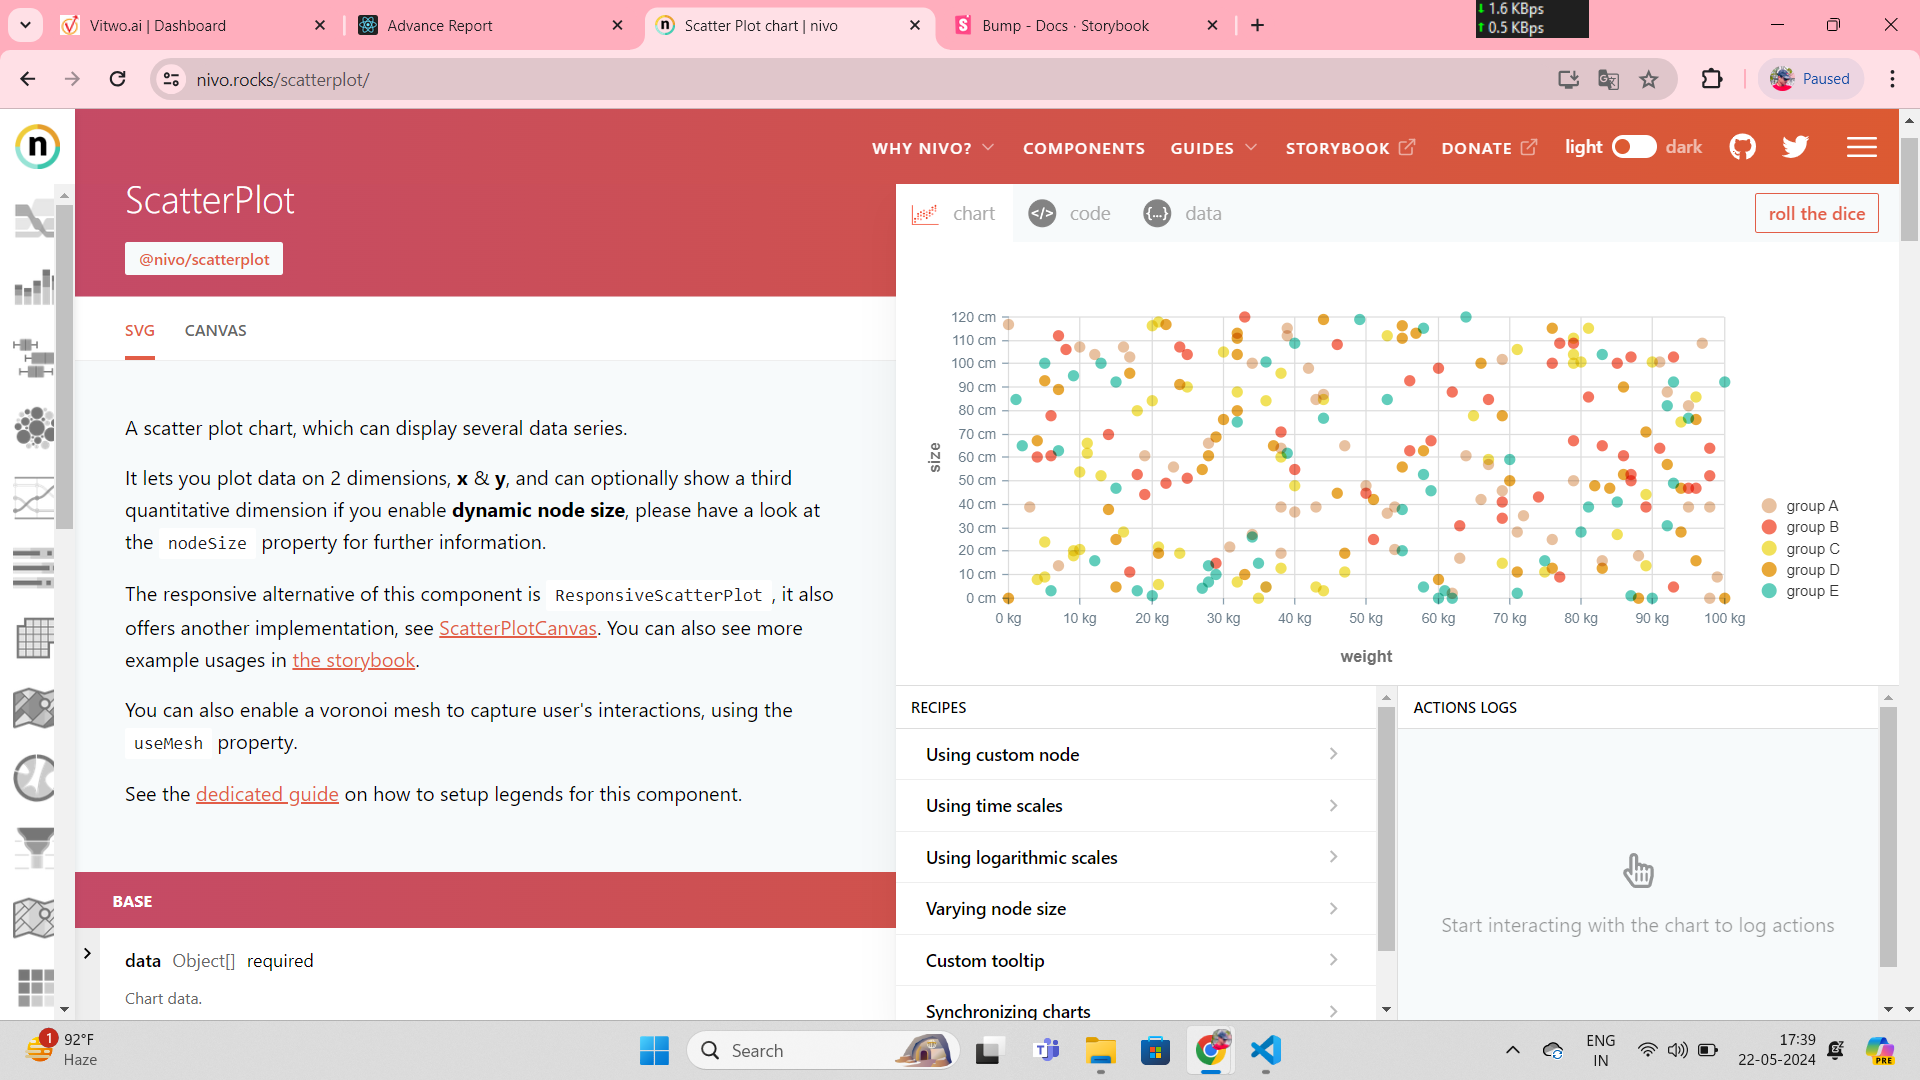 Vitwo.ai | Dashboard
Advance Report
Scatter Plot chart | nivo
Bump - Docs · Storybook
1.6 KBps
0.5 KBps
nivo.rocks/scatterplot/
Paused
n
WHY NIVO?
COMPONENTS
GUIDES
STORYBOOK
DONATE
light
dark
ScatterPlot
@nivo/scatterplot
chart
code
data
roll the dice
SVG
CANVAS
A scatter plot chart, which can display several data series.
It lets you plot data on 2 dimensions, x & y, and can optionally show a third
quantitative dimension if you enable dynamic node size, please have a look at
the nodeSize property for further information.
The responsive alternative of this component is ResponsiveScatterPlot , it also
offers another implementation, see ScatterPlotCanvas. You can also see more
example usages in the storybook.
You can also enable a voronoi mesh to capture user's interactions, using the
useMesh property.
See the dedicated guide on how to setup legends for this component.
BASE
data Object[] required
Chart data.
120 cm
110 cm
100 cm
90 cm
80 cm
70 cm
60 cm
50 cm
40 cm
30 cm
20 cm
10 cm
0 cm
size
0 kg
10 kg
20 kg
30 kg
40 kg
50 kg
60 kg
70 kg
80 kg
90 kg
100 kg
weight
group A
group B
group C
group D
group E
RECIPES
Using custom node
Using time scales
Using logarithmic scales
Varying node size
Custom tooltip
Synchronizing charts
ACTIONS LOGS
Start interacting with the chart to log actions
1
92°F
Haze
Search
ENG
IN
17:39
22-05-2024
PRE